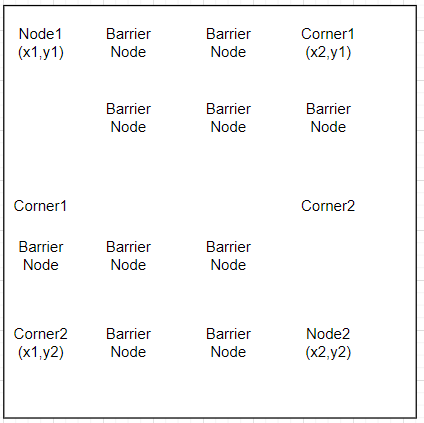 Node1 Barrier Barrier Corner1
(x1,y1) Node Node (x2,y1)
Barrier Barrier Barrier
Node Node Node
Corner1 Corner2
Barrier Barrier Barrier
Node Node Node
Corner2 Barrier Barrier Node2
(x1,y2) Node Node (x2,y2)